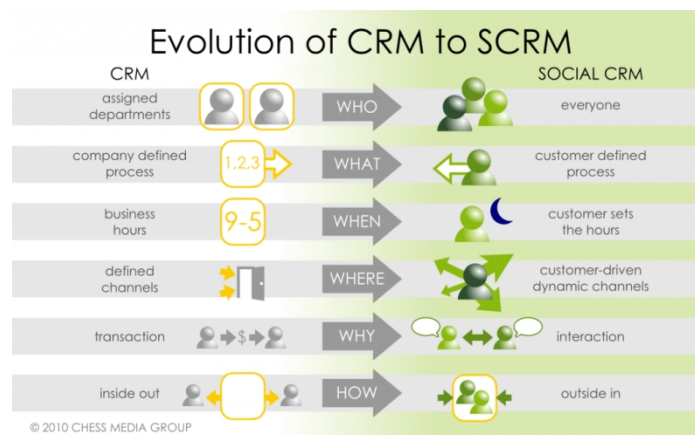 Evolution of CRM to SCRM
CRM
SOCIAL CRM
assigned
departments
WHO
everyone
company defined
process
1,2,3
WHAT
customer defined
process
business
hours
9-5
WHEN
customer sets
the hours
defined
channels
WHERE
customer-driven
dynamic channels
transaction
$
WHY
interaction
inside out
HOW
outside in
© 2010 CHESS MEDIA GROUP